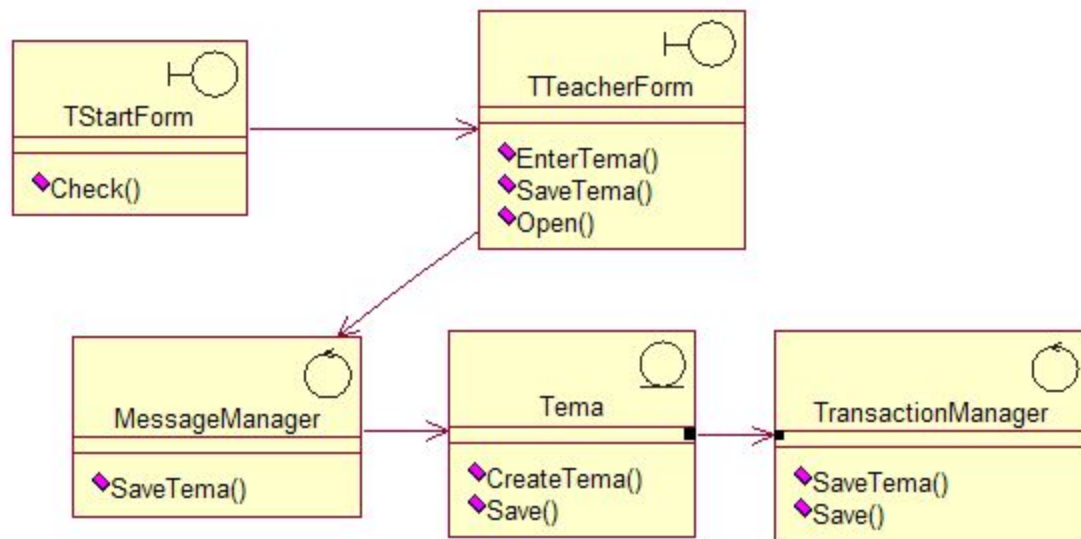 TStartForm
Check()
TTeacherForm
EnterTema()
SaveTema()
Open()
MessageManager
SaveTema()
Tema
CreateTema()
Save()
TransactionManager
SaveTema()
Save()